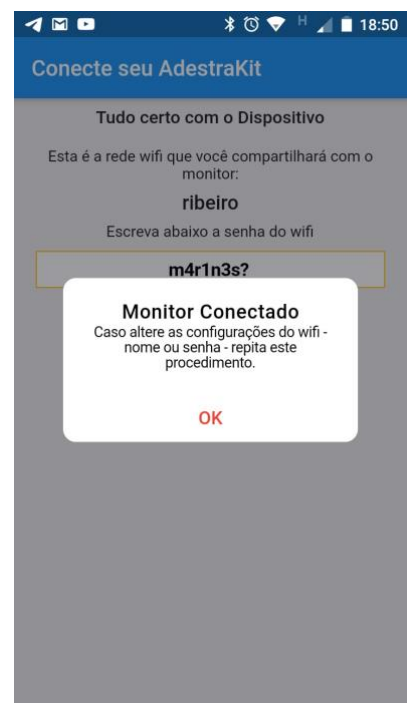 H 18:50
Conecte seu AdestraKit
Tudo certo com o Dispositivo
Esta é a rede wifi que você compartilhará com o
monitor:
ribeiro
Escreva abaixo a senha do wifi
m4r1n3s?
Monitor Conectado
Caso altere as configurações do wifi -
nome ou senha - repita este
procedimento.
OK